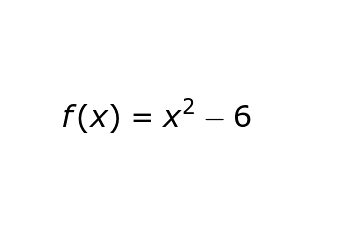 f(x) = x² − 6